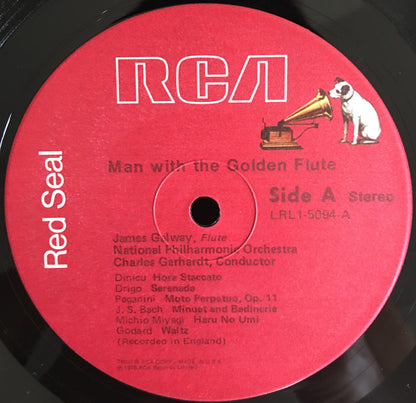 RCA
Red Seal
Man with the Golden Flute
Side A Stereo
LRL1-5094-A
James Galway, Flute
National Philharmonic Orchestra
Charles Gerhardt, Conductor
Dinicu Hora Staccato
Drigo Serenade
Paganini Moto Perpetuo, Op. 11
J. S. Bach Minuet and Badinerie
Michio Miyagi Haru No Umi
Godard Waltz
(Recorded in England)